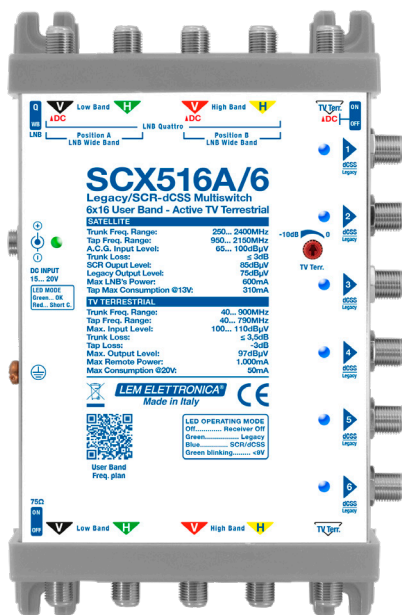 Q
WB
LNB
V
Low Band
H
V
High Band
H
TV Terr.
ON
OFF
▲DC
▲DC
▲DC
LNB Quattro
Position A
LNB Wide Band
Position B
LNB Wide Band
SCX516A/6
Legacy/SCR-dCSS Multiswitch
6x16 User Band - Active TV Terrestrial
SATELLITE
Trunk Freq. Range: 250... 2400MHz
Tap Freq. Range: 950... 2150MHz
A.C.G. Input Level: 65... 100dBµV
Trunk Loss: ≤ 3dB
SCR Ouput Level: 85dBµV
Legacy Output Level: 75dBµV
Max LNB's Power: 600mA
Tap Max Consumption @13V: 310mA
TV TERRESTRIAL
Trunk Freq. Range: 40... 900MHz
Tap Freq. Range: 40... 790MHz
Max. Input Level: 100... 110dBµV
Trunk Loss: ≤ 3,5dB
Tap Loss: -3dB
Max. Output Level: 97dBµV
Max Remote Power: 1.000mA
Max Consumption @20V: 50mA
LEM ELETTRONICA®
Made in Italy
CE
User Band
Freq. plan
LED OPERATING MODE
Off............ Receiver Off
Green............. Legacy
Blue............ SCR/dCSS
Green blinking......... <9V
DC INPUT
15... 20V
LED MODE
Green... OK
Red... Short C.
-10dB
0
TV Terr.
1
dCSS
Legacy
2
dCSS
Legacy
3
dCSS
Legacy
4
dCSS
Legacy
5
dCSS
Legacy
6
dCSS
Legacy
75Ω
ON
OFF
V
Low Band
H
V
High Band
H
TV Terr.